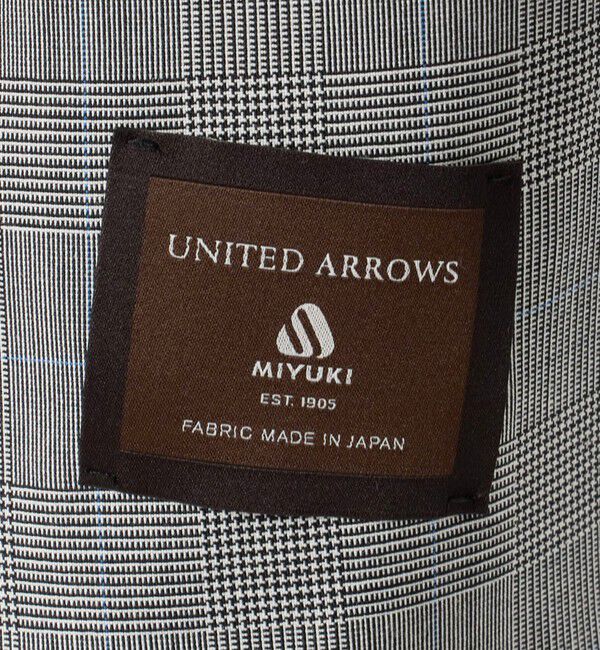 UNITED ARROWS
MIYUKI
EST. 1905
FABRIC MADE IN JAPAN